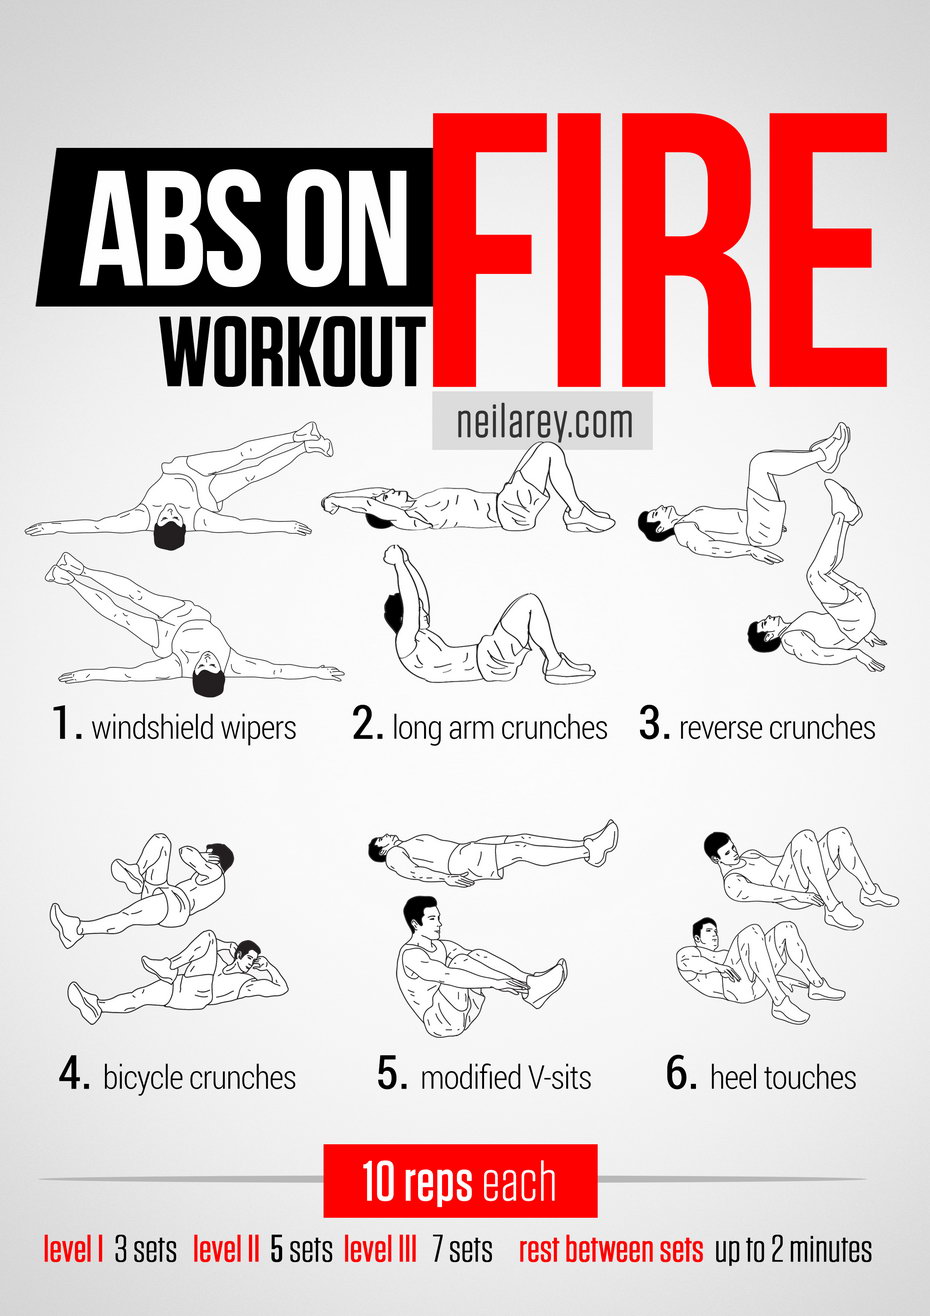 ABS ON FIRE
WORKOUT
neilarey.com
1. windshield wipers
2. long arm crunches
3. reverse crunches
4. bicycle crunches
5. modified V-sits
6. heel touches
10 reps each
level I 3 sets level II 5 sets level III 7 sets rest between sets up to 2 minutes